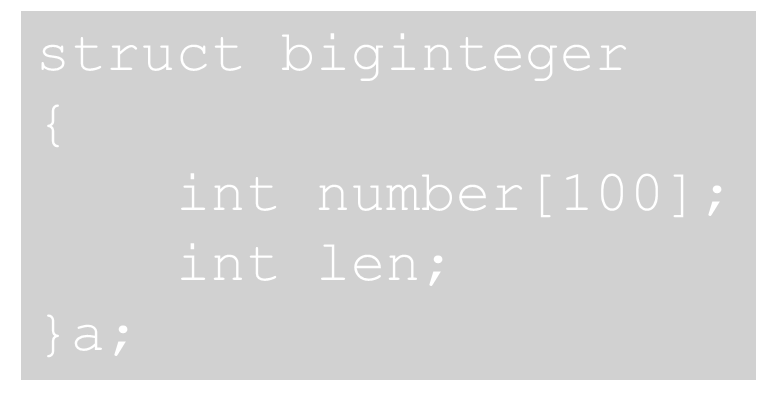 struct biginteger
{
    int number[100];
    int len;
}a;